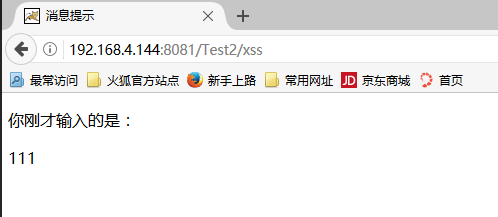 消息提示
192.168.4.144:8081/Test2/xss
最常访问 火狐官方站点 新手上路 常用网址 JD 京东商城 首页
你刚才输入的是：
111